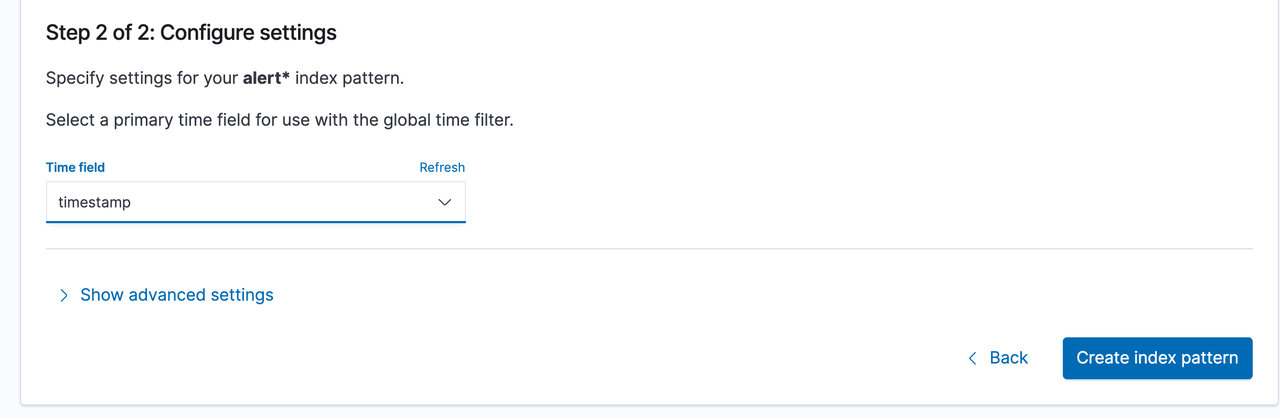 Step 2 of 2: Configure settings
Specify settings for your alert* index pattern.
Select a primary time field for use with the global time filter.
Time field Refresh
timestamp
Show advanced settings
Back Create index pattern